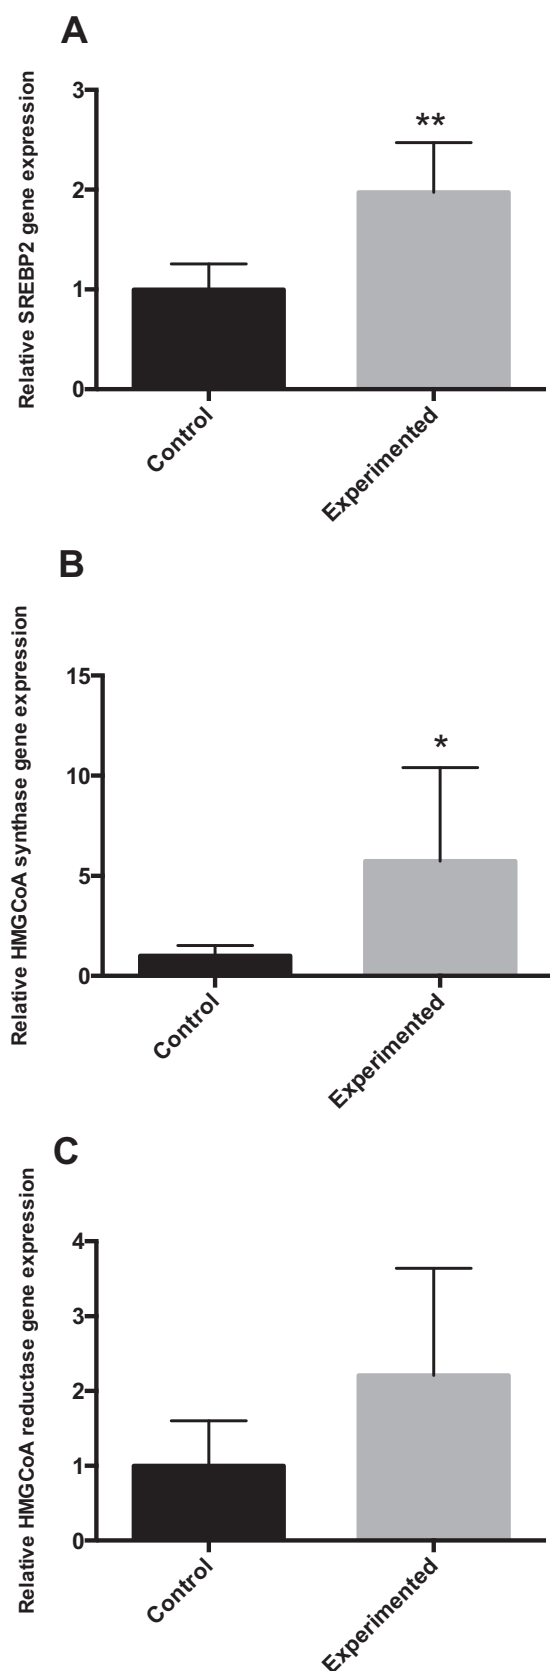 A
Relative SREBP2 gene expression
3
2
1
0
**
Control
Experimented
B
Relative HMGCoA synthase gene expression
15
10
5
0
*
Control
Experimented
C
Relative HMGCoA reductase gene expression
4
3
2
1
0
Control
Experimented